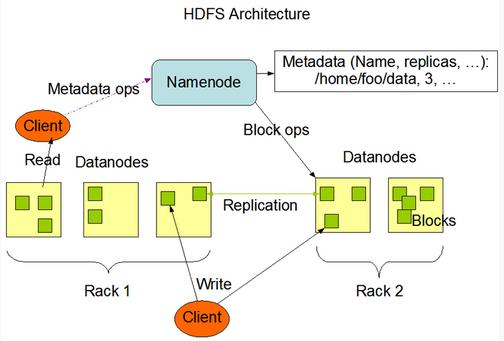 HDFS Architecture
Metadata (Name, replicas, ...):
/home/foo/data, 3, ...
Namenode
Metadata ops
Client
Block ops
Read
Datanodes
Datanodes
Replication
Blocks
Write
Rack 1
Rack 2
Client